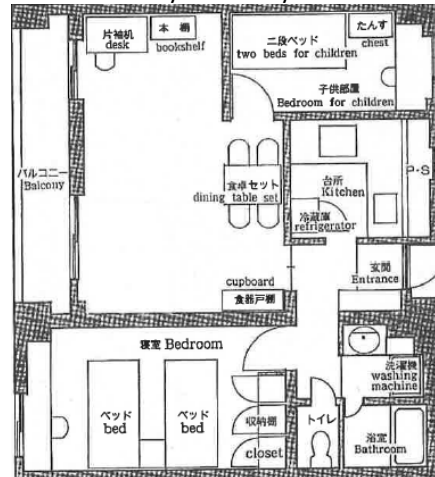 片袖机
desk
本棚
bookshelf
二段ベッド
two beds for children
たんす
chest
子供部置
Bedroom for children
バルコニー
Balcony
食卓セット
dining table set
台所
Kitchen
冷蔵庫
refrigerator
P・S
cupboard
食器戸棚
玄関
Entrance
寝室 Bedroom
洗濯機
washing
machine
ベッド
bed
ベッド
bed
収納棚
closet
トイレ
浴室
Bathroom